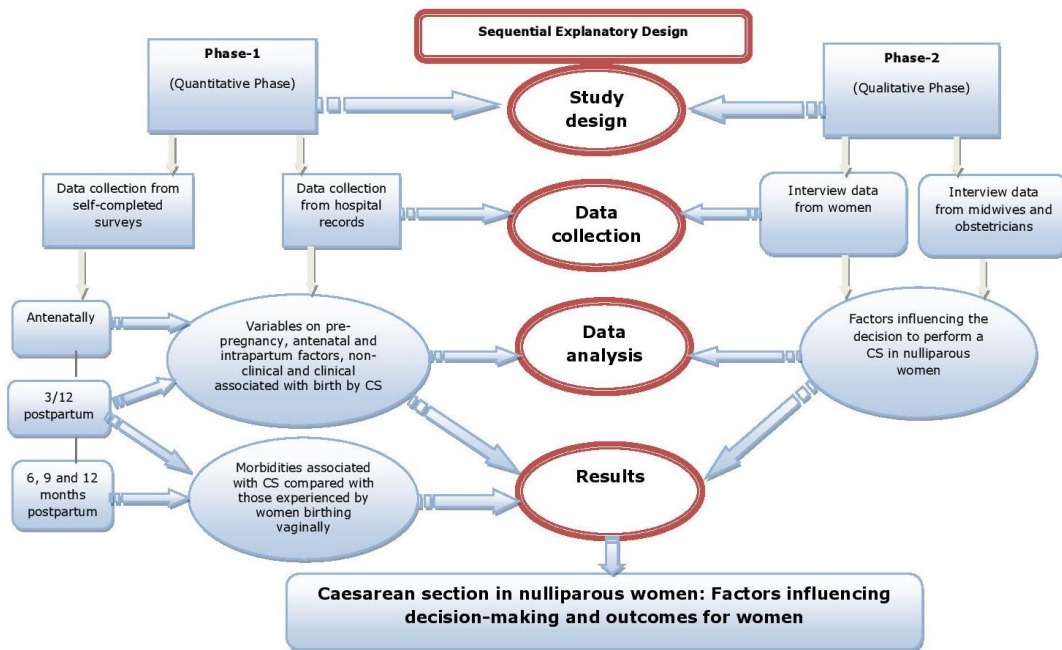 Sequential Explanatory Design
Phase-1
(Quantitative Phase)
Phase-2
(Qualitative Phase)
Study
design
Data collection from
self-completed
surveys
Data collection
from hospital
records
Data
collection
Interview data
from women
Interview data
from midwives and
obstetricians
Antenatally
Variables on pre-
pregnancy, antenatal and
intrapartum factors, non-
clinical and clinical
associated with birth by CS
Data
analysis
Factors influencing the
decision to perform a
CS in nulliparous
women
3/12
postpartum
6, 9 and 12
months
postpartum
Morbidities associated
with CS compared with
those experienced by
women birthing
vaginally
Results
Caesarean section in nulliparous women: Factors influencing
decision-making and outcomes for women